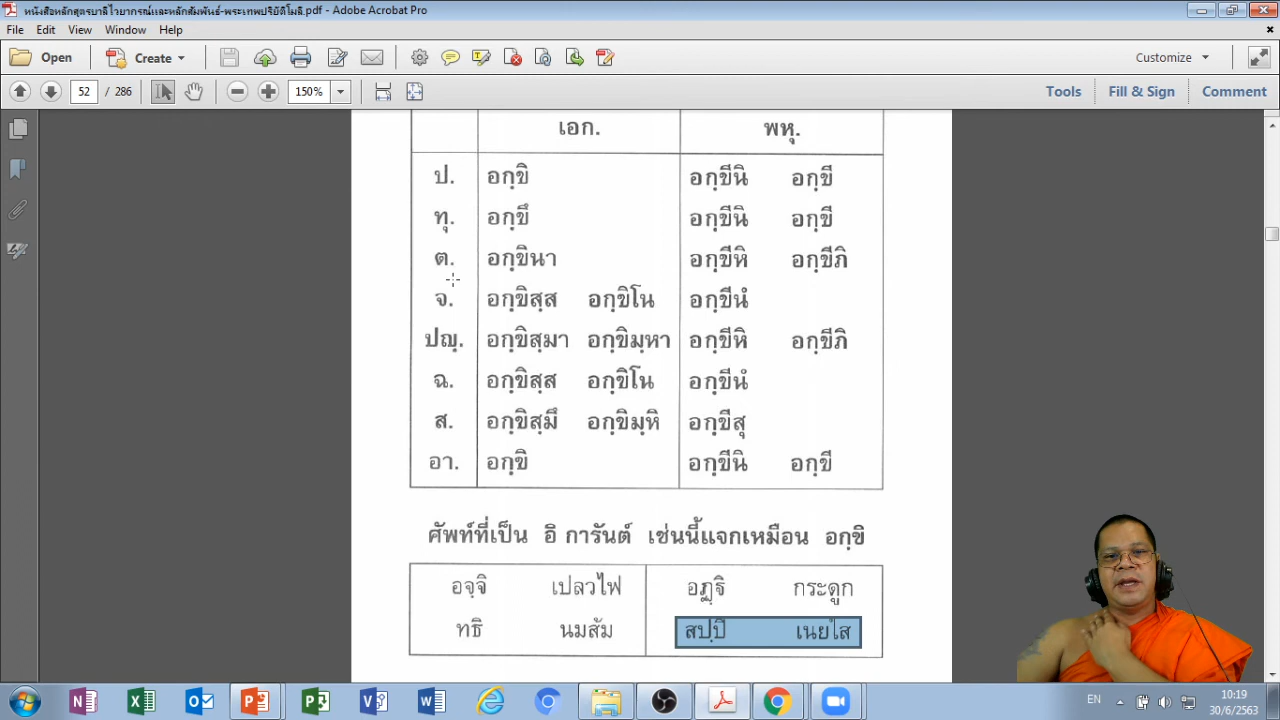 หนังสือหลักสูตรบาลีไวยากรณ์และหลักสัมพันธ์-พระเทพปริยัติโมลี.pdf - Adobe Acrobat Pro
File Edit View Window Help
Open Create Customize
52 / 286 150% Tools Fill & Sign Comment
เอก. พหุ.
ป. อกฺขิ อกฺขีนิ อกฺขี
ทุ. อกฺขึ อกฺขีนิ อกฺขี
ต. อกฺขินา อกฺขีหิ อกฺขีภิ
จ. อกฺขิสฺส อกฺขิโน อกฺขีนํ
ปญฺ. อกฺขิสฺมา อกฺขิมฺหา อกฺขีหิ อกฺขีภิ
ฉ. อกฺขิสฺส อกฺขิโน อกฺขีนํ
ส. อกฺขิสฺมึ อกฺขิมฺหิ อกฺขีสุ
อา. อกฺขิ อกฺขีนิ อกฺขี
ศัพท์ที่เป็น อิ การันต์ เช่นนี้แจกเหมือน อกฺขิ
อจฺจิ เปลวไฟ อฏฺฐิ กระดูก
ทธิ นมส้ม สปฺปิ เนยใส
EN 10:19
30/6/2563